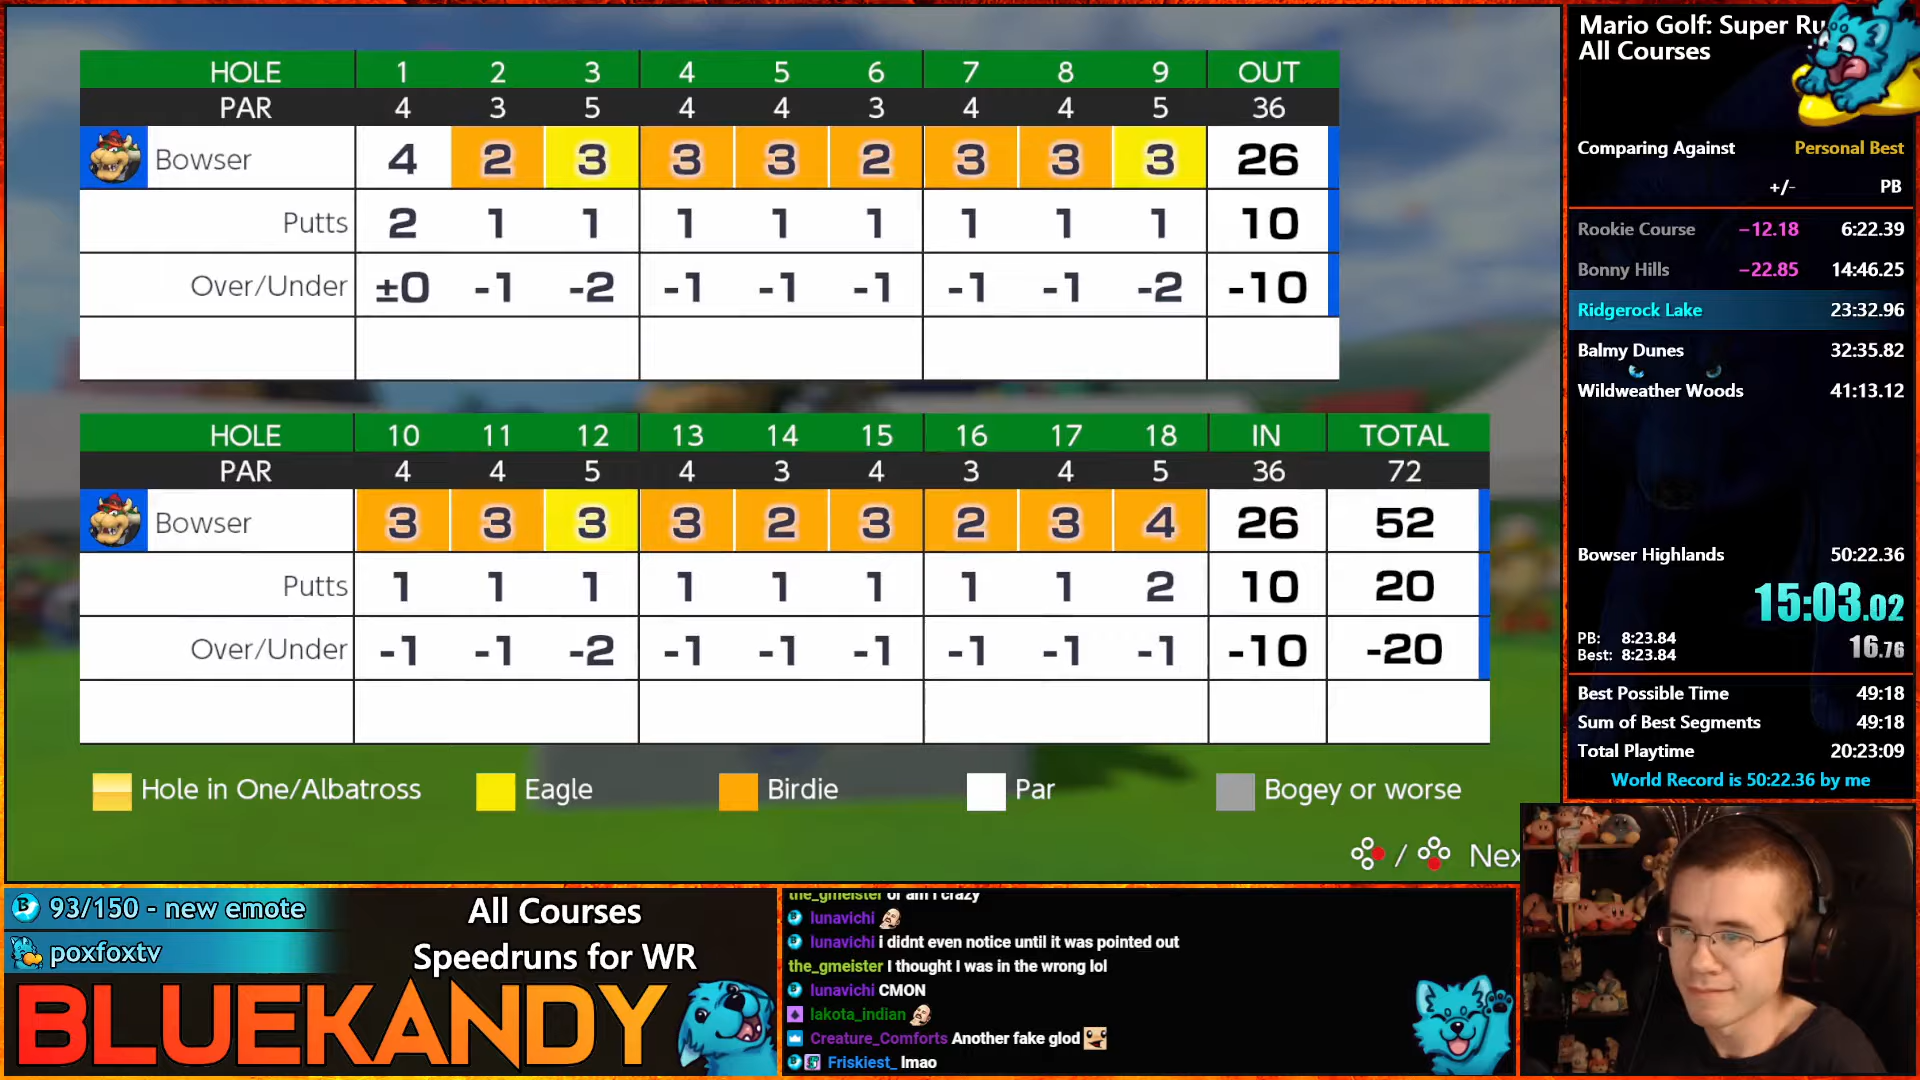 HOLE 1 2 3 4 5 6 7 8 9 OUT
PAR 4 3 5 4 4 3 4 4 5 36
Bowser 4 2 3 3 3 2 3 3 3 26
Putts 2 1 1 1 1 1 1 1 1 10
Over/Under ±0 -1 -2 -1 -1 -1 -1 -1 -2 -10
HOLE 10 11 12 13 14 15 16 17 18 IN TOTAL
PAR 4 4 5 4 3 4 3 4 5 36 72
Bowser 3 3 3 3 2 3 2 3 4 26 52
Putts 1 1 1 1 1 1 1 1 2 10 20
Over/Under -1 -1 -2 -1 -1 -1 -1 -1 -1 -10 -20
Hole in One/Albatross Eagle Birdie Par Bogey or worse
/ Nex
Mario Golf: Super Ru
All Courses
Comparing Against Personal Best
+/- PB
Rookie Course −12.18 6:22.39
Bonny Hills −22.85 14:46.25
Ridgerock Lake 23:32.96
Balmy Dunes 32:35.82
Wildweather Woods 41:13.12
Bowser Highlands 50:22.36
15:03.02
PB: 8:23.84
Best: 8:23.84
16.76
Best Possible Time 49:18
Sum of Best Segments 49:18
Total Playtime 20:23:09
World Record is 50:22.36 by me
93/150 - new emote
poxfoxtv
All Courses
Speedruns for WR
BLUEKANDY
the_gmeister or am I crazy
lunavichi
lunavichi i didnt even notice until it was pointed out
the_gmeister I thought I was in the wrong lol
lunavichi CMON
lakota_indian
Creature_Comforts Another fake glod
Friskiest_ lmao